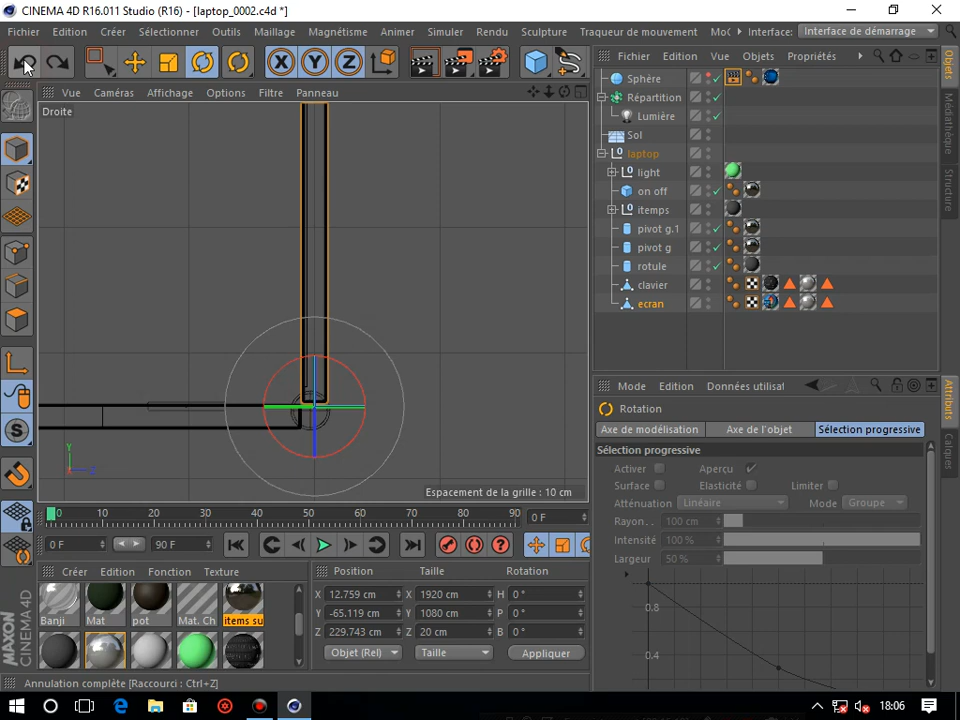 CINEMA 4D R16.011 Studio (R16) - [laptop_0002.c4d *]
Fichier Edition Créer Sélectionner Outils Maillage Magnétisme Animer Simuler Rendu Sculpture Traqueur de mouvement Interface: Interface de démarrage
X Y Z
Vue Caméras Affichage Options Filtre Panneau
Droite
Y
Z
Espacement de la grille : 10 cm
0 10 20 30 40 50 60 70 80 90
0 F
0 F 90 F
Créer Edition Fonction Texture
Banji Mat pot Mat. Ch items su
Position Taille Rotation
X 12.759 cm X 1920 cm H 0 °
Y -65.119 cm Y 1080 cm P 0 °
Z 229.743 cm Z 20 cm B 0 °
Objet (Rel) Taille Appliquer
MAXON
CINEMA 4D
Annulation complète [Raccourci : Ctrl+Z]
Fichier Edition Vue Objets
Sphère
Répartition
Lumière
Sol
laptop
light
on off
itemps
pivot g.1
pivot g
rotule
clavier
ecran
Objets
Médiathèque
Structure
Mode Edition Données utilisat
Rotation
Axe de modélisation Axe de l'objet Sélection progressive
Sélection progressive
Activer Aperçu
Surface Elasticité Limiter
Atténuation Linéaire Mode Groupe
Rayon.. 100 cm
Intensité 100 %
Largeur 50 %
0.8
0.4
Attributs
Calques
18:06